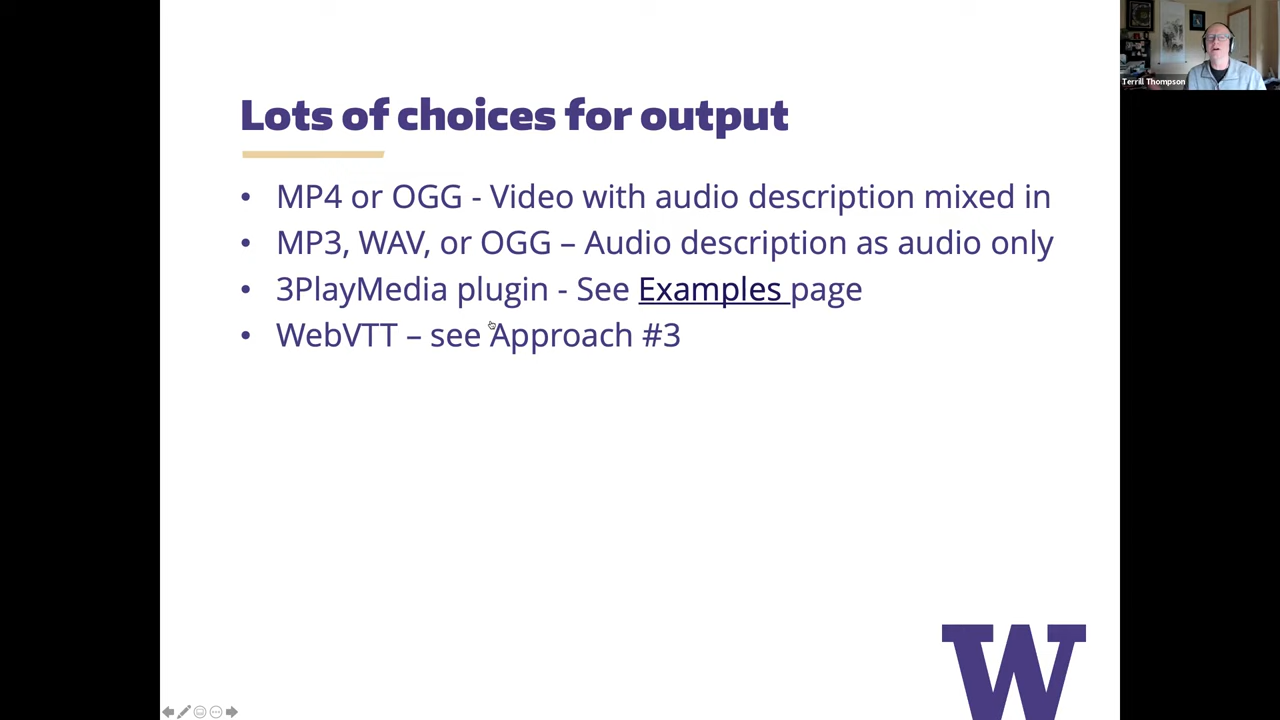 Lots of choices for output
• MP4 or OGG - Video with audio description mixed in
• MP3, WAV, or OGG – Audio description as audio only
• 3PlayMedia plugin - See Examples page
• WebVTT – see Approach #3
Terrill Thompson
W